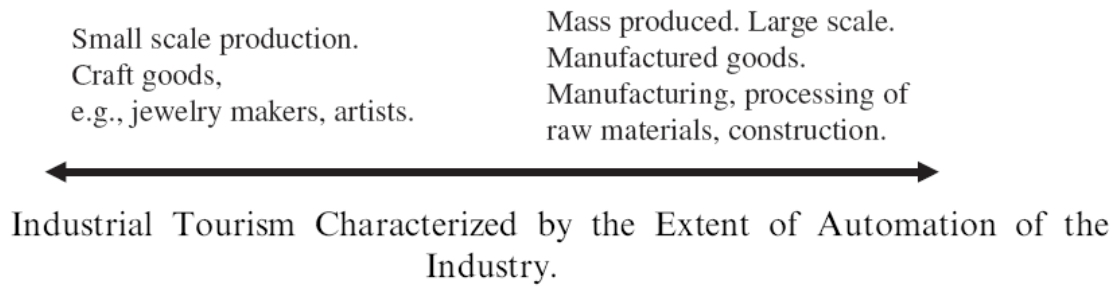 Small scale production.
Craft goods,
e.g., jewelry makers, artists.
Mass produced. Large scale.
Manufactured goods.
Manufacturing, processing of
raw materials, construction.
Industrial Tourism Characterized by the Extent of Automation of the
Industry.